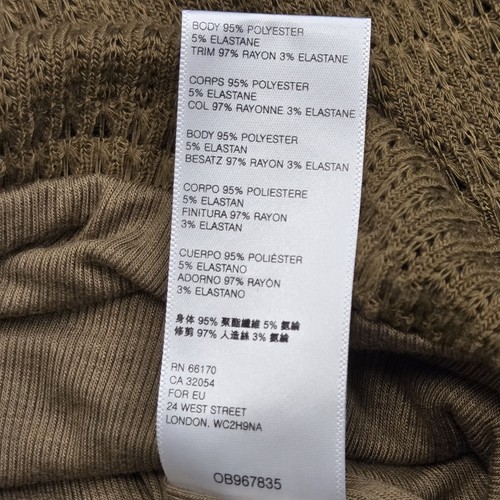 BODY 95% POLYESTER
5% ELASTANE
TRIM 97% RAYON 3% ELASTANE
CORPS 95% POLYESTER
5% ELASTANE
COL 97% RAYONNE 3% ELASTANE
BODY 95% POLYESTER
5% ELASTAN
BESATZ 97% RAYON 3% ELASTAN
CORPO 95% POLIESTERE
5% ELASTAN
FINITURA 97% RAYON
3% ELASTAN
CUERPO 95% POLIÉSTER
5% ELASTANO
ADORNO 97% RAYÓN
3% ELASTANO
身体 95% 聚酯纖維 5% 氨綸
修剪 97% 人造絲 3% 氨綸
RN 66170
CA 32054
FOR EU
24 WEST STREET
LONDON, WC2H9NA
OB967835